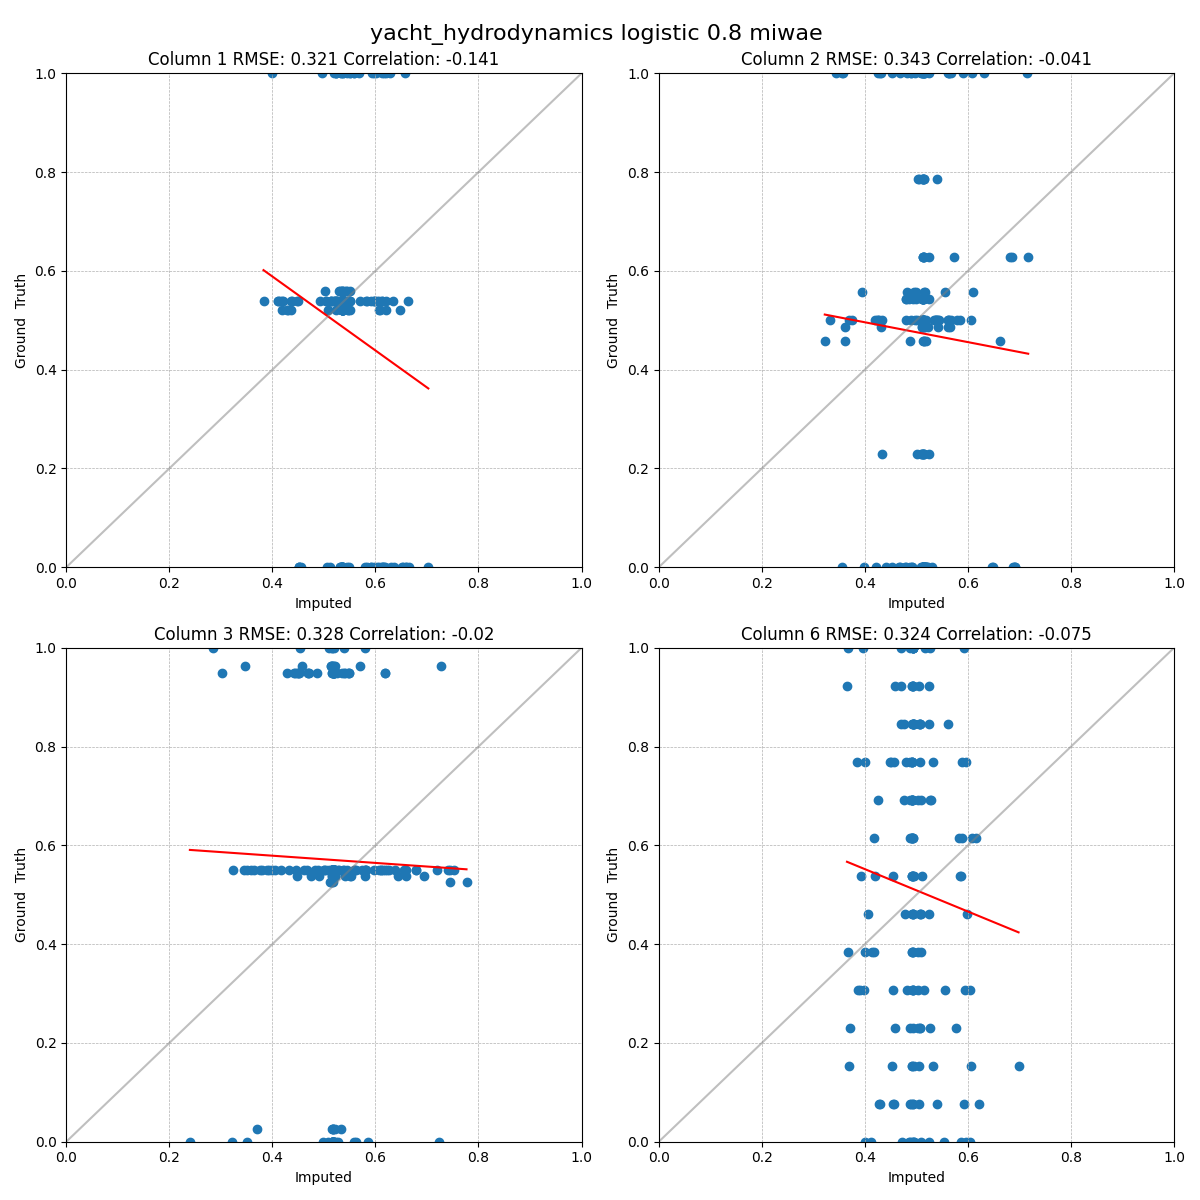 yacht_hydrodynamics logistic 0.8 miwae
Column 1 RMSE: 0.321 Correlation: -0.141
Column 2 RMSE: 0.343 Correlation: -0.041
1.0
0.8
0.6
0.4
0.2
0.0
Ground Truth
0.0 0.2 0.4 0.6 0.8 1.0
Imputed
1.0
0.8
0.6
0.4
0.2
0.0
Ground Truth
0.0 0.2 0.4 0.6 0.8 1.0
Imputed
Column 3 RMSE: 0.328 Correlation: -0.02
Column 6 RMSE: 0.324 Correlation: -0.075
1.0
0.8
0.6
0.4
0.2
0.0
Ground Truth
0.0 0.2 0.4 0.6 0.8 1.0
Imputed
1.0
0.8
0.6
0.4
0.2
0.0
Ground Truth
0.0 0.2 0.4 0.6 0.8 1.0
Imputed